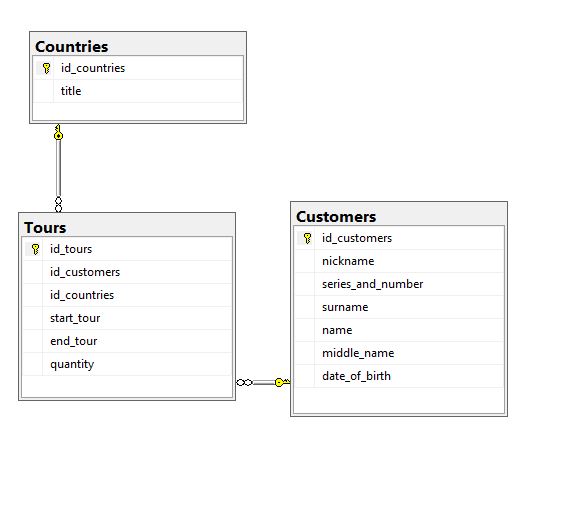 Countries
id_countries
title
Tours
id_tours
id_customers
id_countries
start_tour
end_tour
quantity
Customers
id_customers
nickname
series_and_number
surname
name
middle_name
date_of_birth